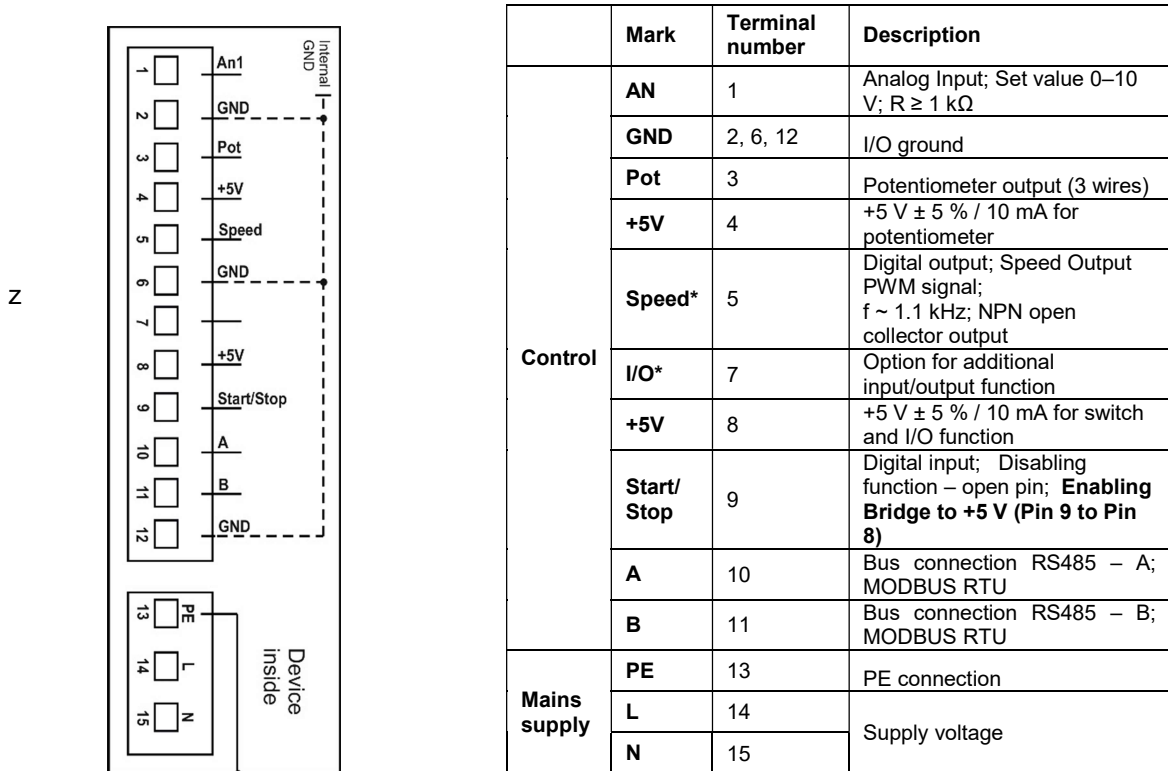 z
Internal
GND
1 An1
2 GND
3 Pot
4 +5V
5 Speed
6 GND
7
8 +5V
9 Start/Stop
10 A
11 B
12 GND
13 PE
14 L
15 N
Device
inside
Mark Terminal number Description
Control
AN 1 Analog Input; Set value 0–10
V; R ≥ 1 kΩ
GND 2, 6, 12 I/O ground
Pot 3 Potentiometer output (3 wires)
+5V 4 +5 V ± 5 % / 10 mA for
potentiometer
Speed* 5 Digital output; Speed Output
PWM signal;
f ~ 1.1 kHz; NPN open
collector output
I/O* 7 Option for additional
input/output function
+5V 8 +5 V ± 5 % / 10 mA for switch
and I/O function
Start/
Stop 9 Digital input; Disabling
function – open pin; Enabling
Bridge to +5 V (Pin 9 to Pin
8)
A 10 Bus connection RS485 – A;
MODBUS RTU
B 11 Bus connection RS485 – B;
MODBUS RTU
Mains
supply
PE 13 PE connection
L 14 Supply voltage
N 15